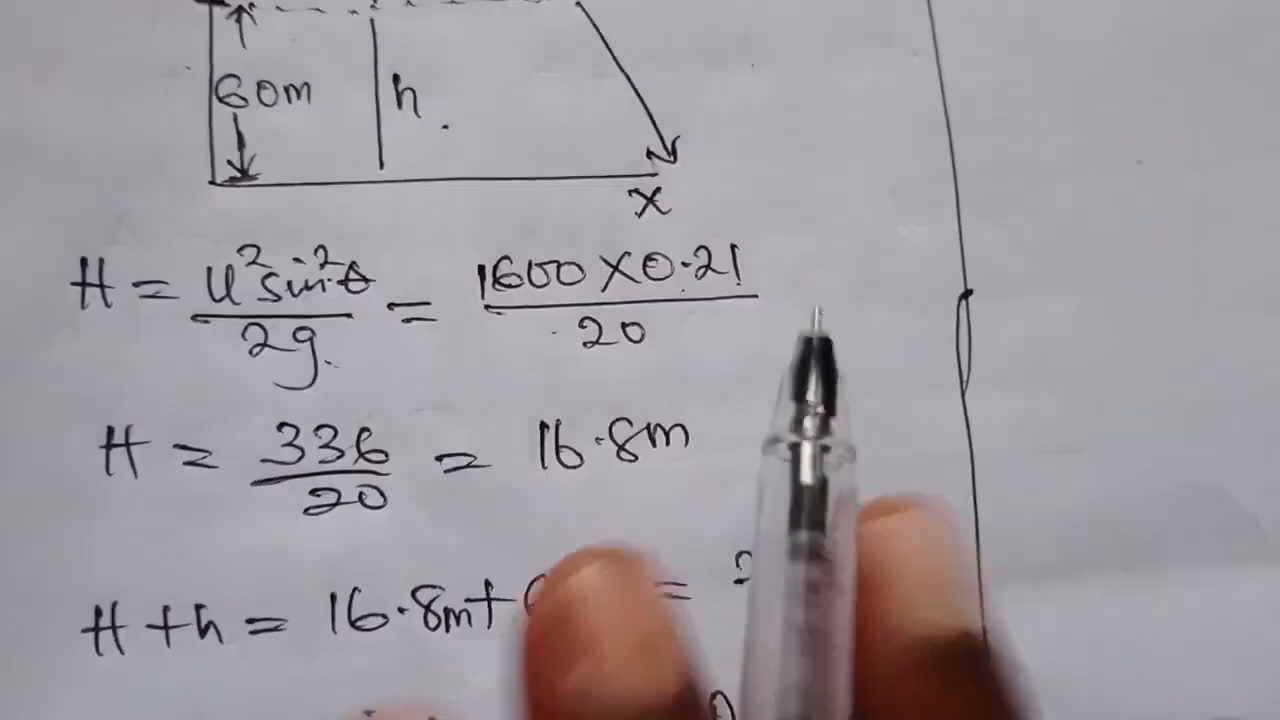 60m h.
x
H = u²sin²θ/2g. = 1600 × 0.21/20
H = 336/20 = 16.8m
H + h = 16.8m + =